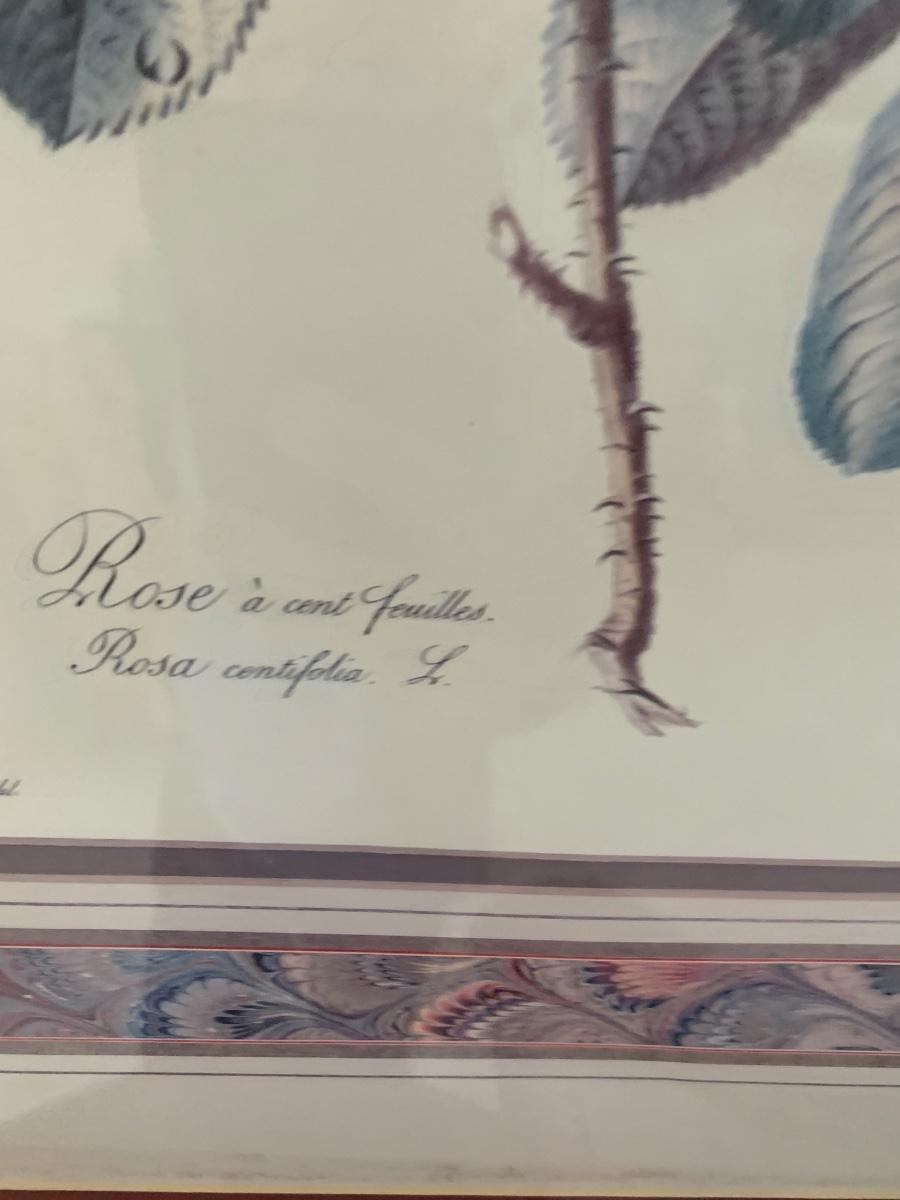 Rose à cent feuilles.
Rosa centifolia. L.